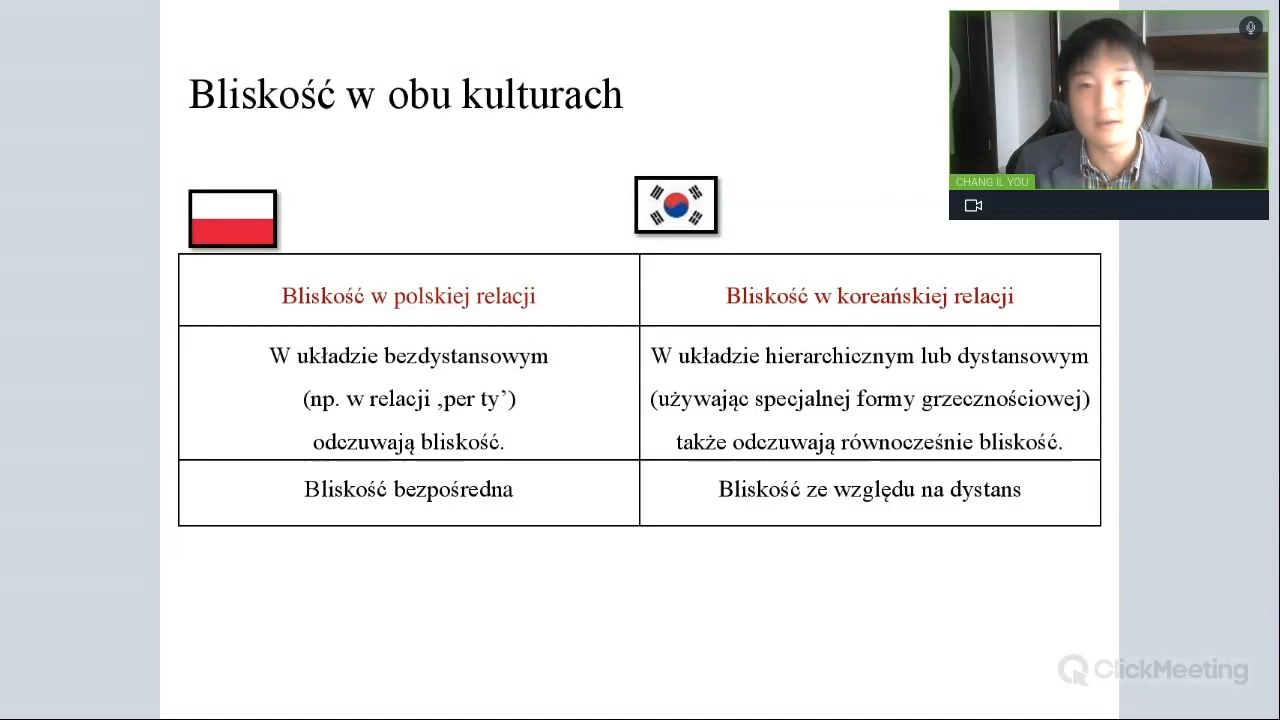 Bliskość w obu kulturach
CHANG IL YOU
Bliskość w polskiej relacji
Bliskość w koreańskiej relacji
W układzie bezdystansowym
(np. w relacji ‚per ty’)
odczuwają bliskość.
W układzie hierarchicznym lub dystansowym
(używając specjalnej formy grzecznościowej)
także odczuwają równocześnie bliskość.
Bliskość bezpośredna
Bliskość ze względu na dystans
ClickMeeting